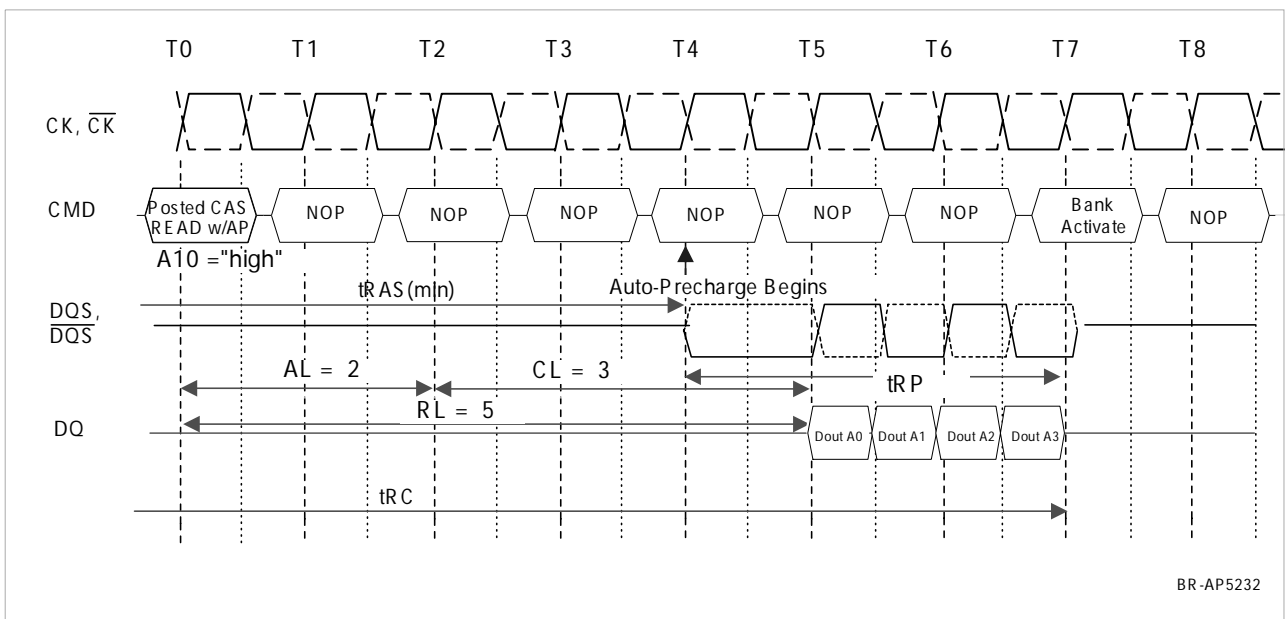 T0 T1 T2 T3 T4 T5 T6 T7 T8
CK, CK
CMD
Posted CAS
READ w/AP
NOP
NOP
NOP
NOP
NOP
NOP
Bank
Activate
NOP
A10 ="high"
tRAS(min)
Auto-Precharge Begins
DQS,
DQS
AL = 2
CL = 3
tRP
RL = 5
DQ
Dout A0
Dout A1
Dout A2
Dout A3
tRC
BR-AP5232